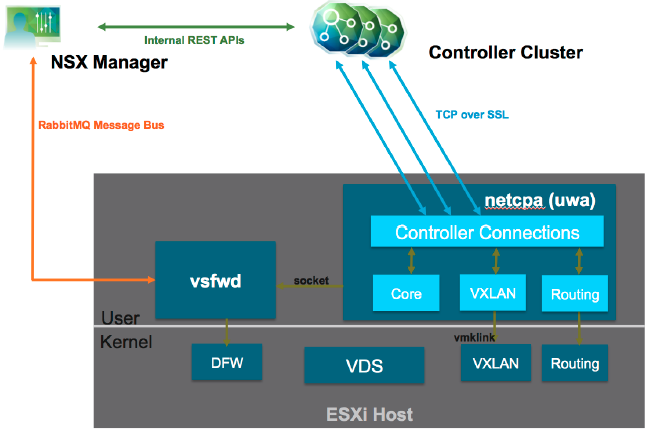 Internal REST APIs
NSX Manager
Controller Cluster
RabbitMQ Message Bus
TCP over SSL
netcpa (uwa)
Controller Connections
vsfwd
socket
Core
VXLAN
Routing
User
Kernel
vmklink
DFW
VDS
VXLAN
Routing
ESXi Host